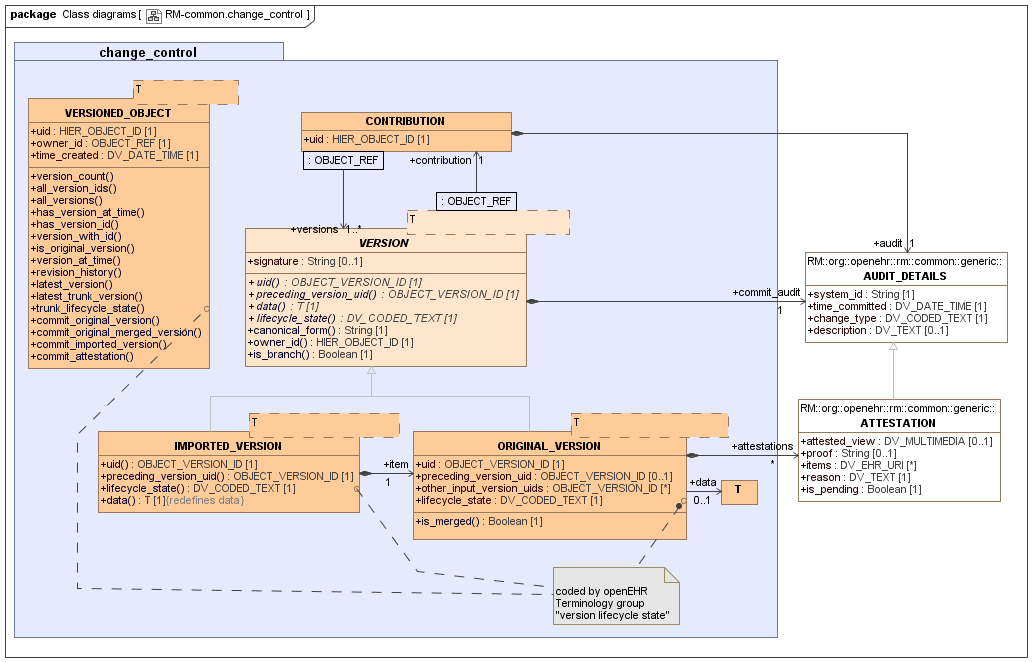 package Class diagrams [ RM-common.change_control ]
change_control
T
VERSIONED_OBJECT
+uid : HIER_OBJECT_ID [1]
+owner_id : OBJECT_REF [1]
+time_created : DV_DATE_TIME [1]
+version_count()
+all_version_ids()
+all_versions()
+has_version_at_time()
+has_version_id()
+version_with_id()
+is_original_version()
+version_at_time()
+revision_history()
+latest_version()
+latest_trunk_version()
+trunk_lifecycle_state()
+commit_original_version()
+commit_original_merged_version()
+commit_imported_version()
+commit_attestation()
CONTRIBUTION
+uid : HIER_OBJECT_ID [1]
: OBJECT_REF
+contribution 1
: OBJECT_REF
+versions 1..*
T
VERSION
+signature : String [0..1]
+ uid() : OBJECT_VERSION_ID [1]
+ preceding_version_uid() : OBJECT_VERSION_ID [1]
+ data() : T [1]
+ lifecycle_state() : DV_CODED_TEXT [1]
+canonical_form() : String [1]
+owner_id() : HIER_OBJECT_ID [1]
+is_branch() : Boolean [1]
+audit 1
+commit_audit
1
RM::org::openehr::rm::common::generic::
AUDIT_DETAILS
+system_id : String [1]
+time_committed : DV_DATE_TIME [1]
+change_type : DV_CODED_TEXT [1]
+description : DV_TEXT [0..1]
RM::org::openehr::rm::common::generic::
ATTESTATION
+attested_view : DV_MULTIMEDIA [0..1]
+proof : String [0..1]
+items : DV_EHR_URI [*]
+reason : DV_TEXT [1]
+is_pending : Boolean [1]
T
IMPORTED_VERSION
+uid() : OBJECT_VERSION_ID [1]
+preceding_version_uid() : OBJECT_VERSION_ID [1]
+lifecycle_state() : DV_CODED_TEXT [1]
+data() : T [1]{redefines data}
+item
1
T
ORIGINAL_VERSION
+uid : OBJECT_VERSION_ID [1]
+preceding_version_uid : OBJECT_VERSION_ID [0..1]
+other_input_version_uids : OBJECT_VERSION_ID [*]
+lifecycle_state : DV_CODED_TEXT [1]
+is_merged() : Boolean [1]
+attestations
*
+data
0..1
T
coded by openEHR
Terminology group
"version lifecycle state"